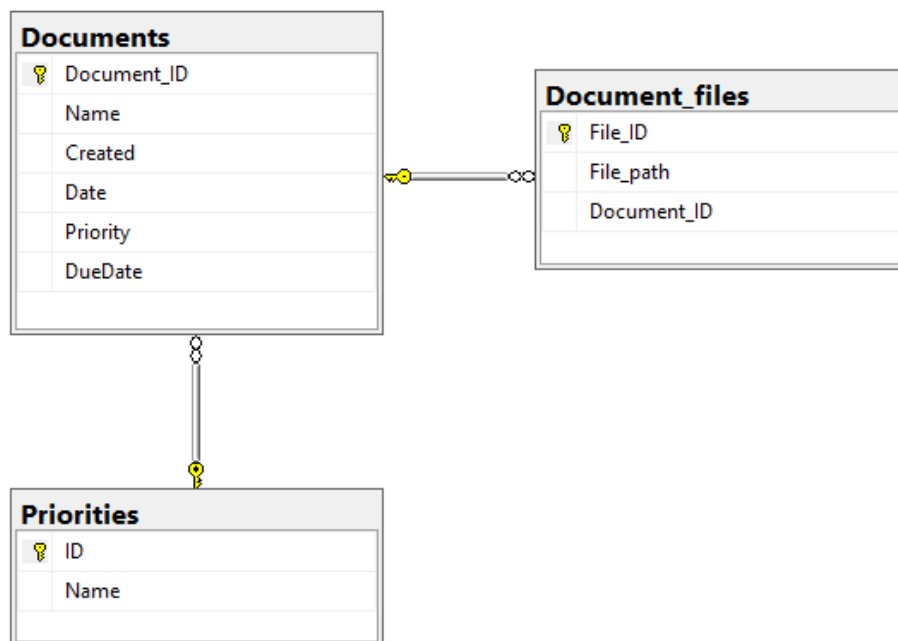 Documents
Document_ID
Name
Created
Date
Priority
DueDate
Document_files
File_ID
File_path
Document_ID
Priorities
ID
Name